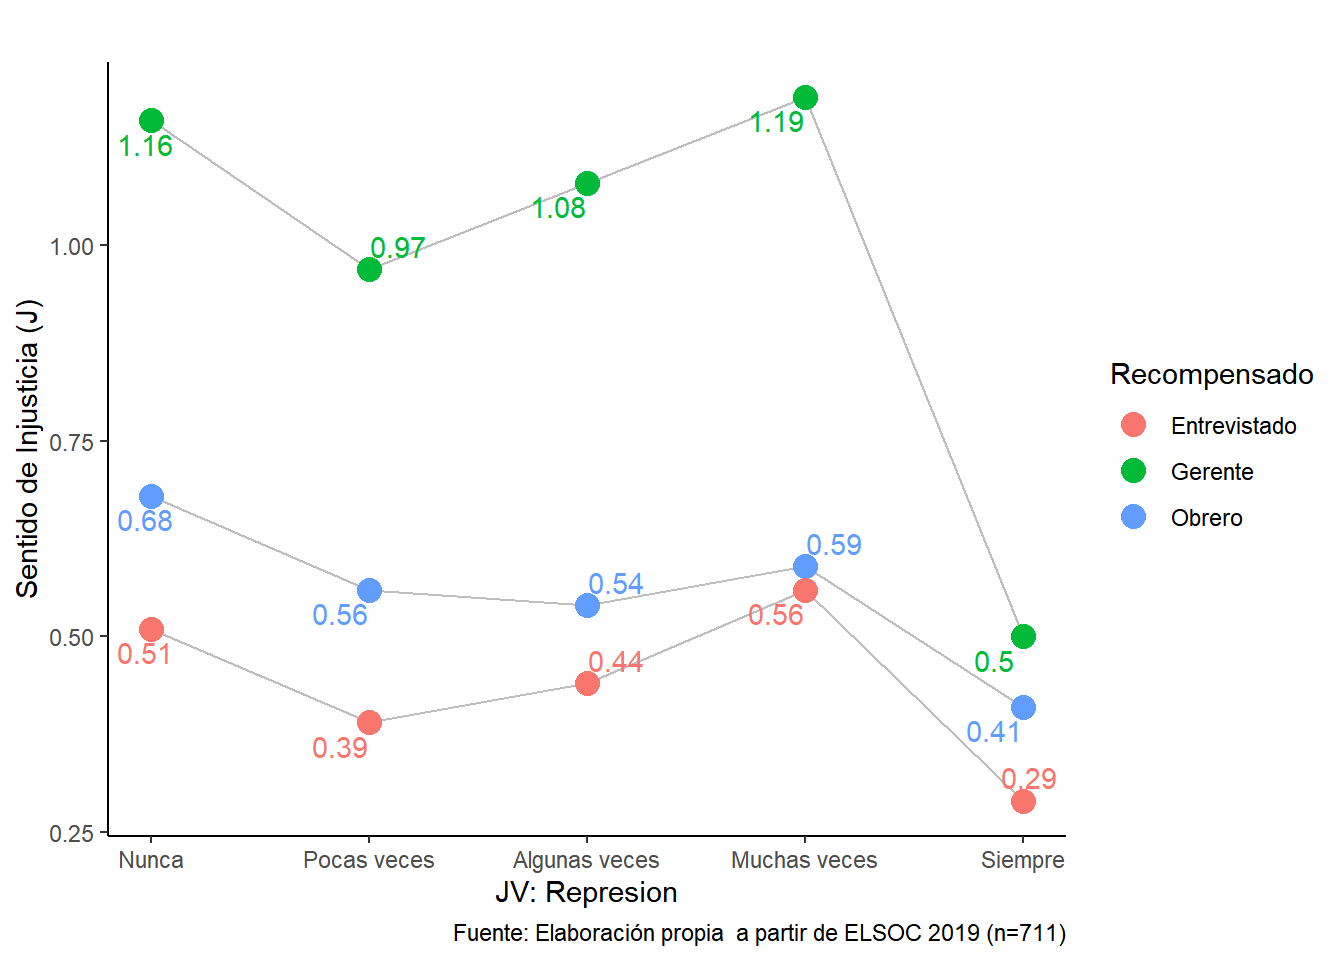 Sentido de Injusticia (J)
1.00
0.75
0.50
0.25
1.16
0.97
1.08
1.19
0.5
0.68
0.56
0.54
0.59
0.41
0.51
0.39
0.44
0.56
0.29
Nunca
Pocas veces
Algunas veces
Muchas veces
Siempre
JV: Represion
Fuente: Elaboración propia  a partir de ELSOC 2019 (n=711)
Recompensado
Entrevistado
Gerente
Obrero